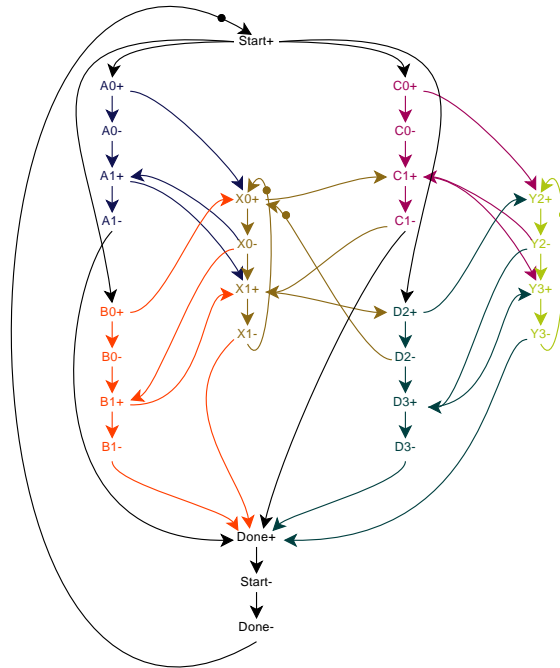 Start+
A0+
C0+
A0-
C0-
A1+
C1+
X0+
Y2+
A1-
C1-
X0-
Y2-
X1+
Y3+
B0+
D2+
X1-
Y3-
B0-
D2-
B1+
D3+
B1-
D3-
Done+
Start-
Done-